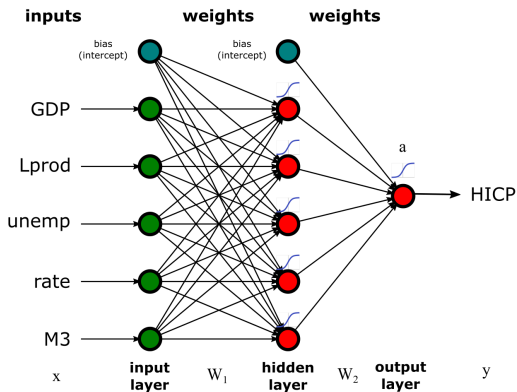 inputs weights weights
bias
(intercept)
bias
(intercept)
GDP
Lprod
a
unemp
HICP
rate
M3
x input
layer W1 hidden
layer W2 output
layer y